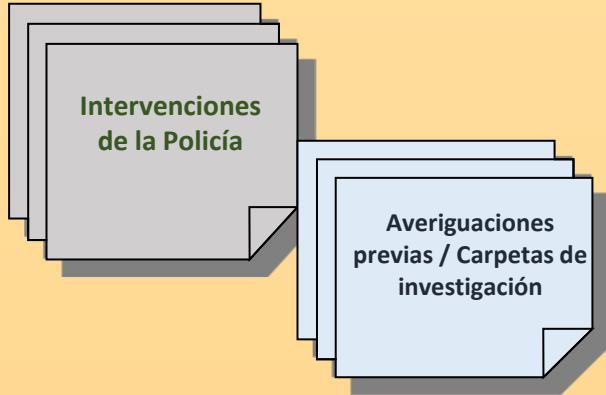 Intervenciones
de la Policía
Averiguaciones
previas / Carpetas de
investigación